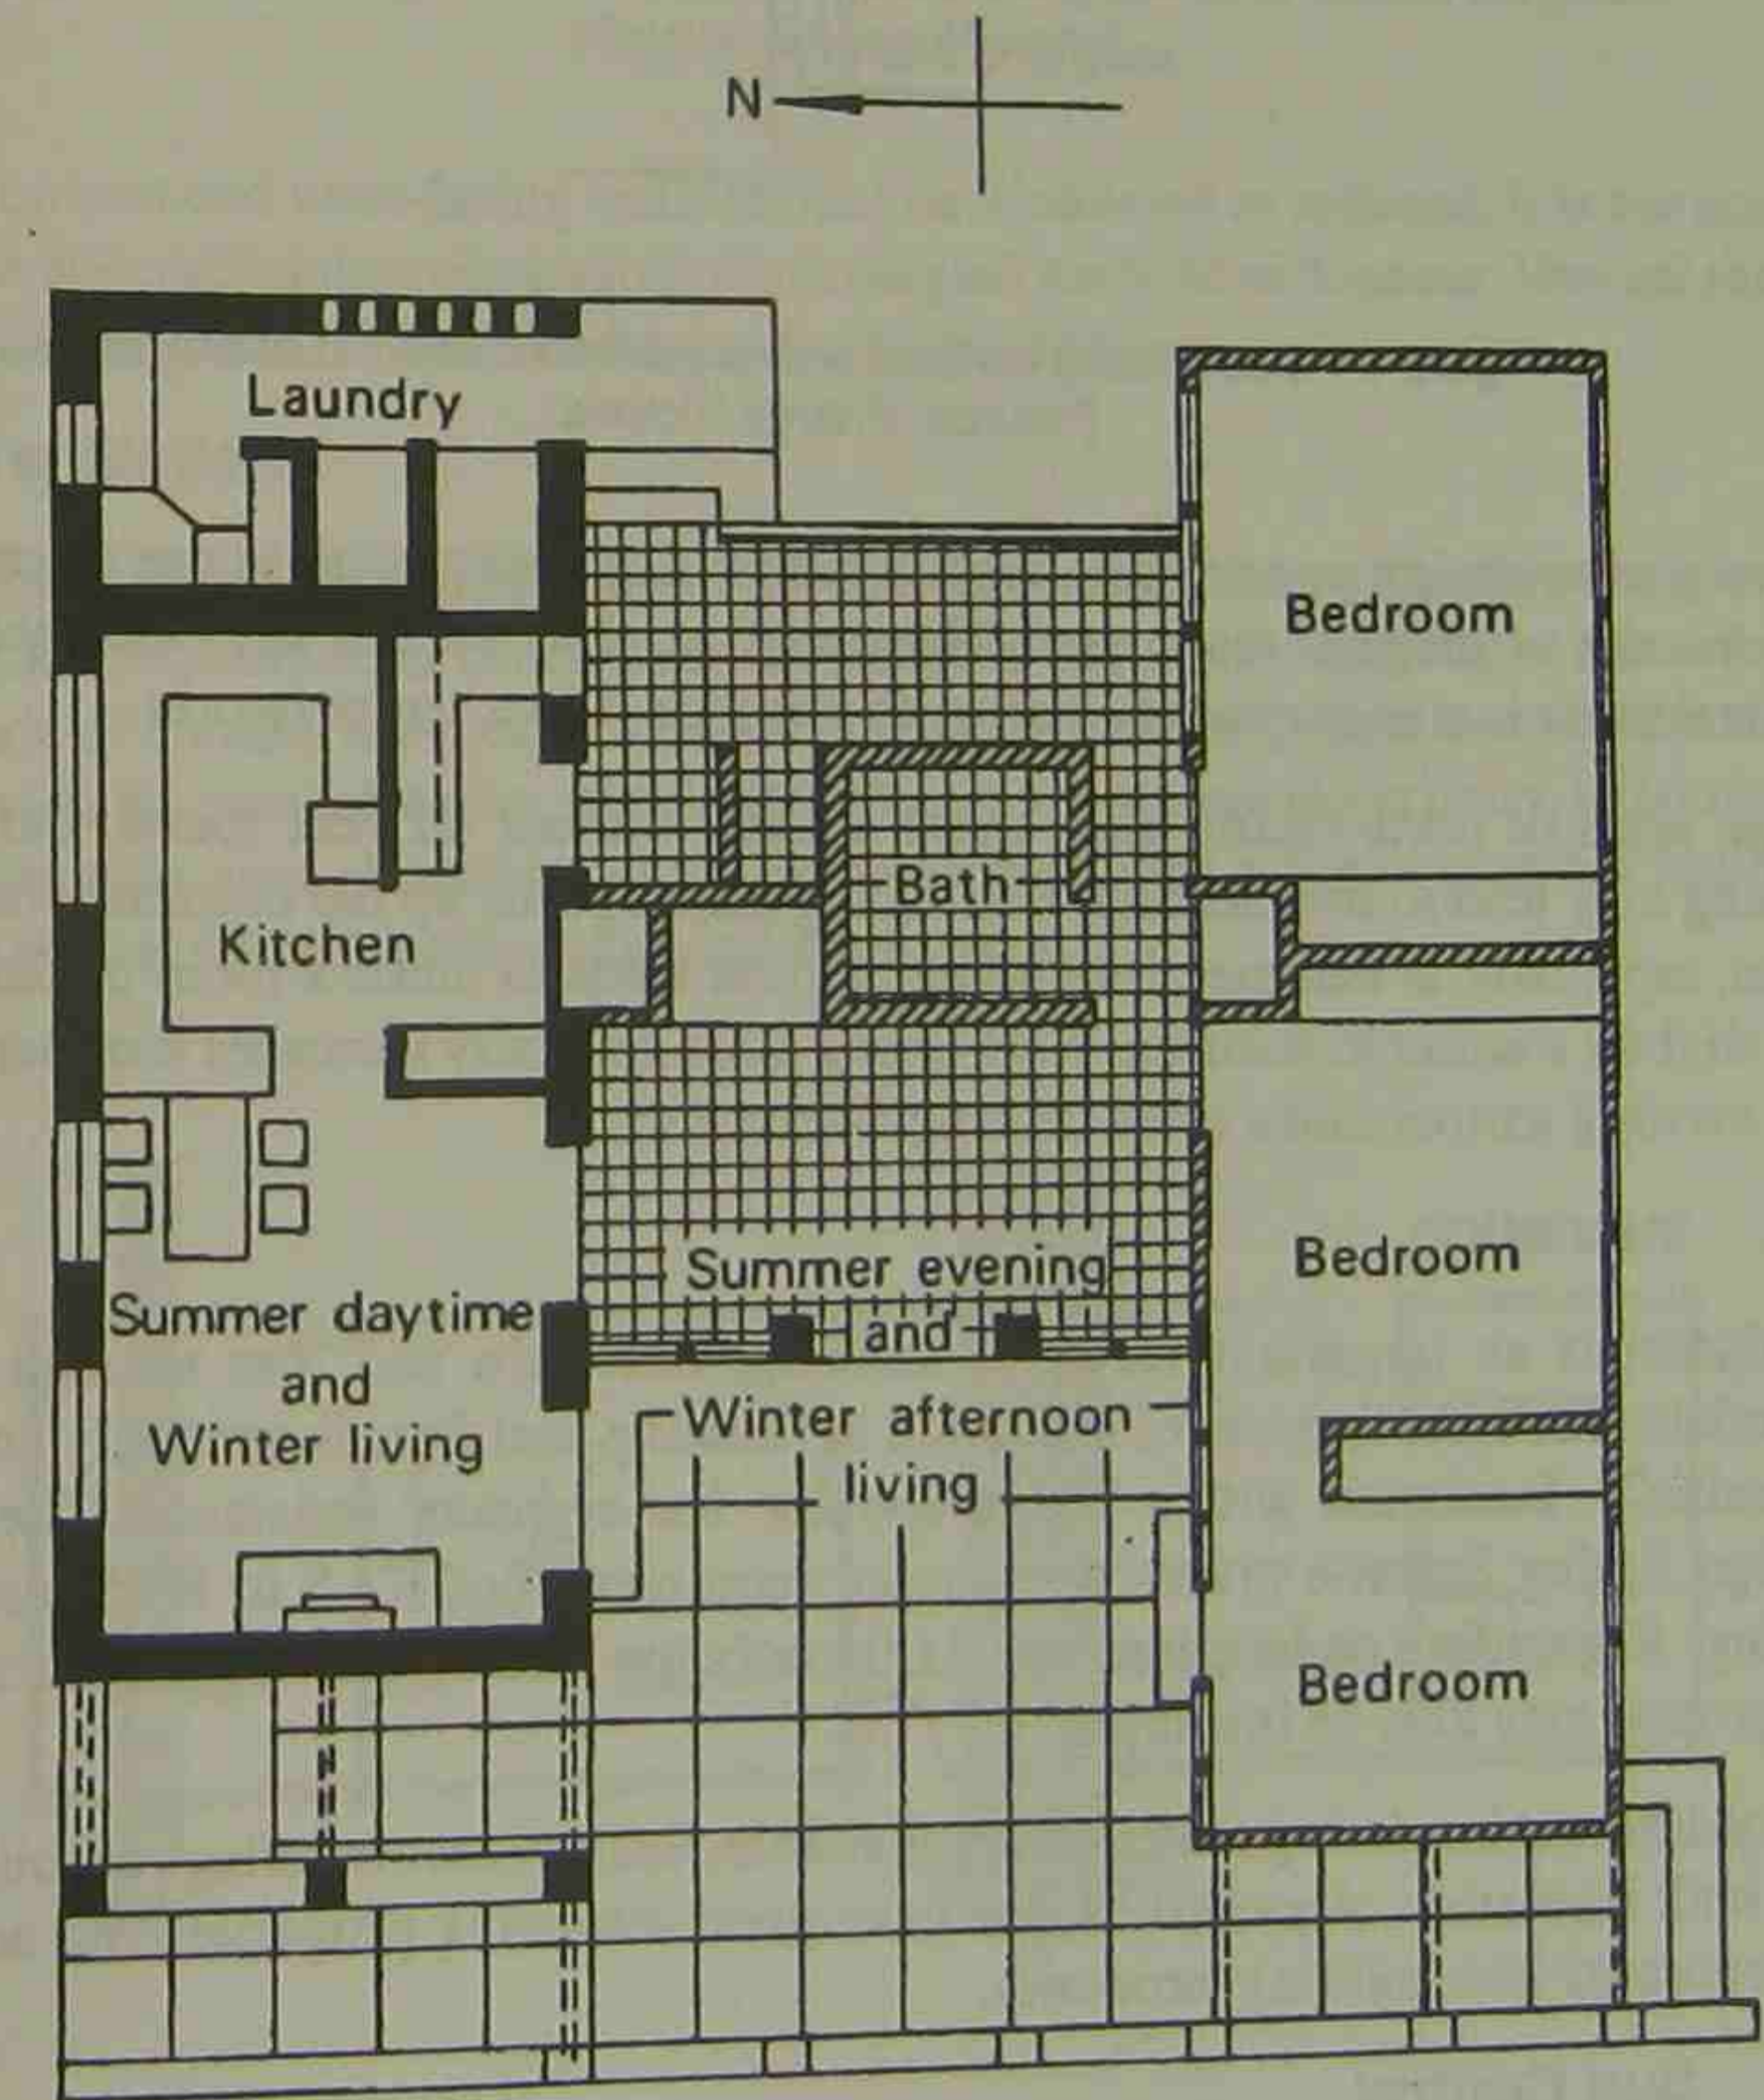 N
Laundry
Bedroom
Bath
Kitchen
Bedroom
Summer evening
and
Winter afternoon
living
Summer daytime
and
Winter living
Bedroom